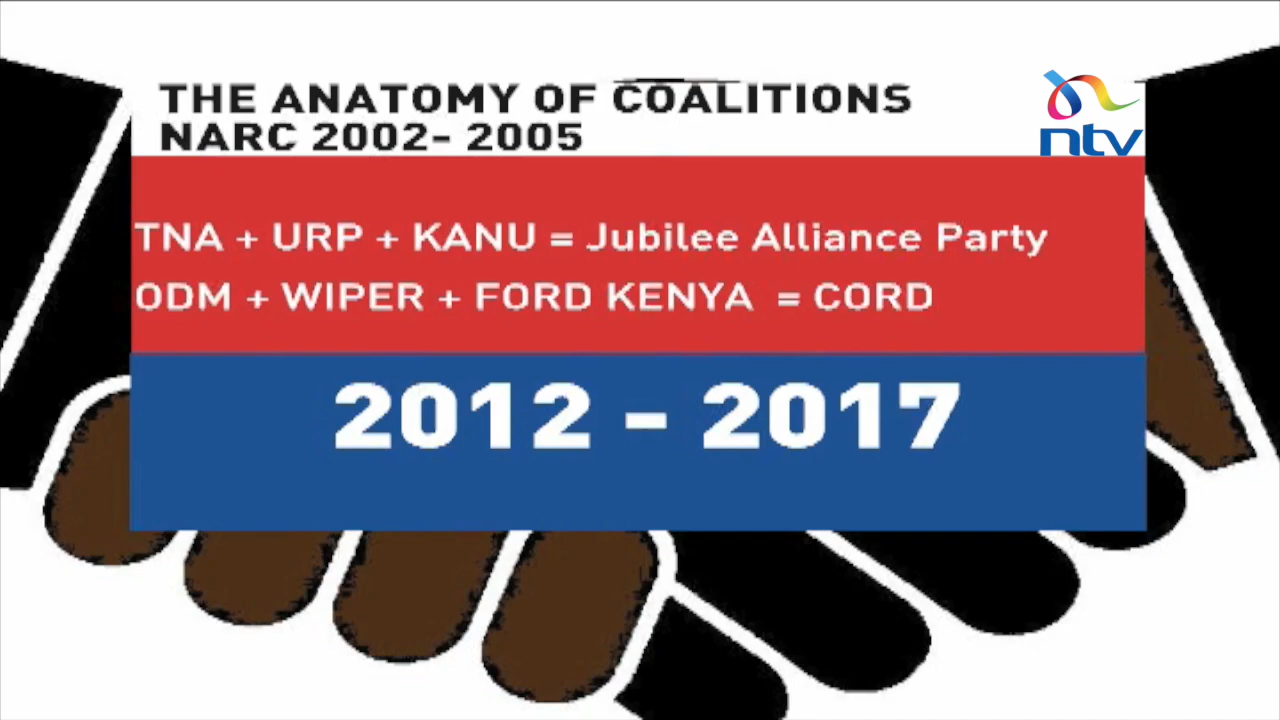 THE ANATOMY OF COALITIONS
NARC 2002- 2005
ntv
TNA + URP + KANU = Jubilee Alliance Party
ODM + WIPER + FORD KENYA = CORD
2012 - 2017